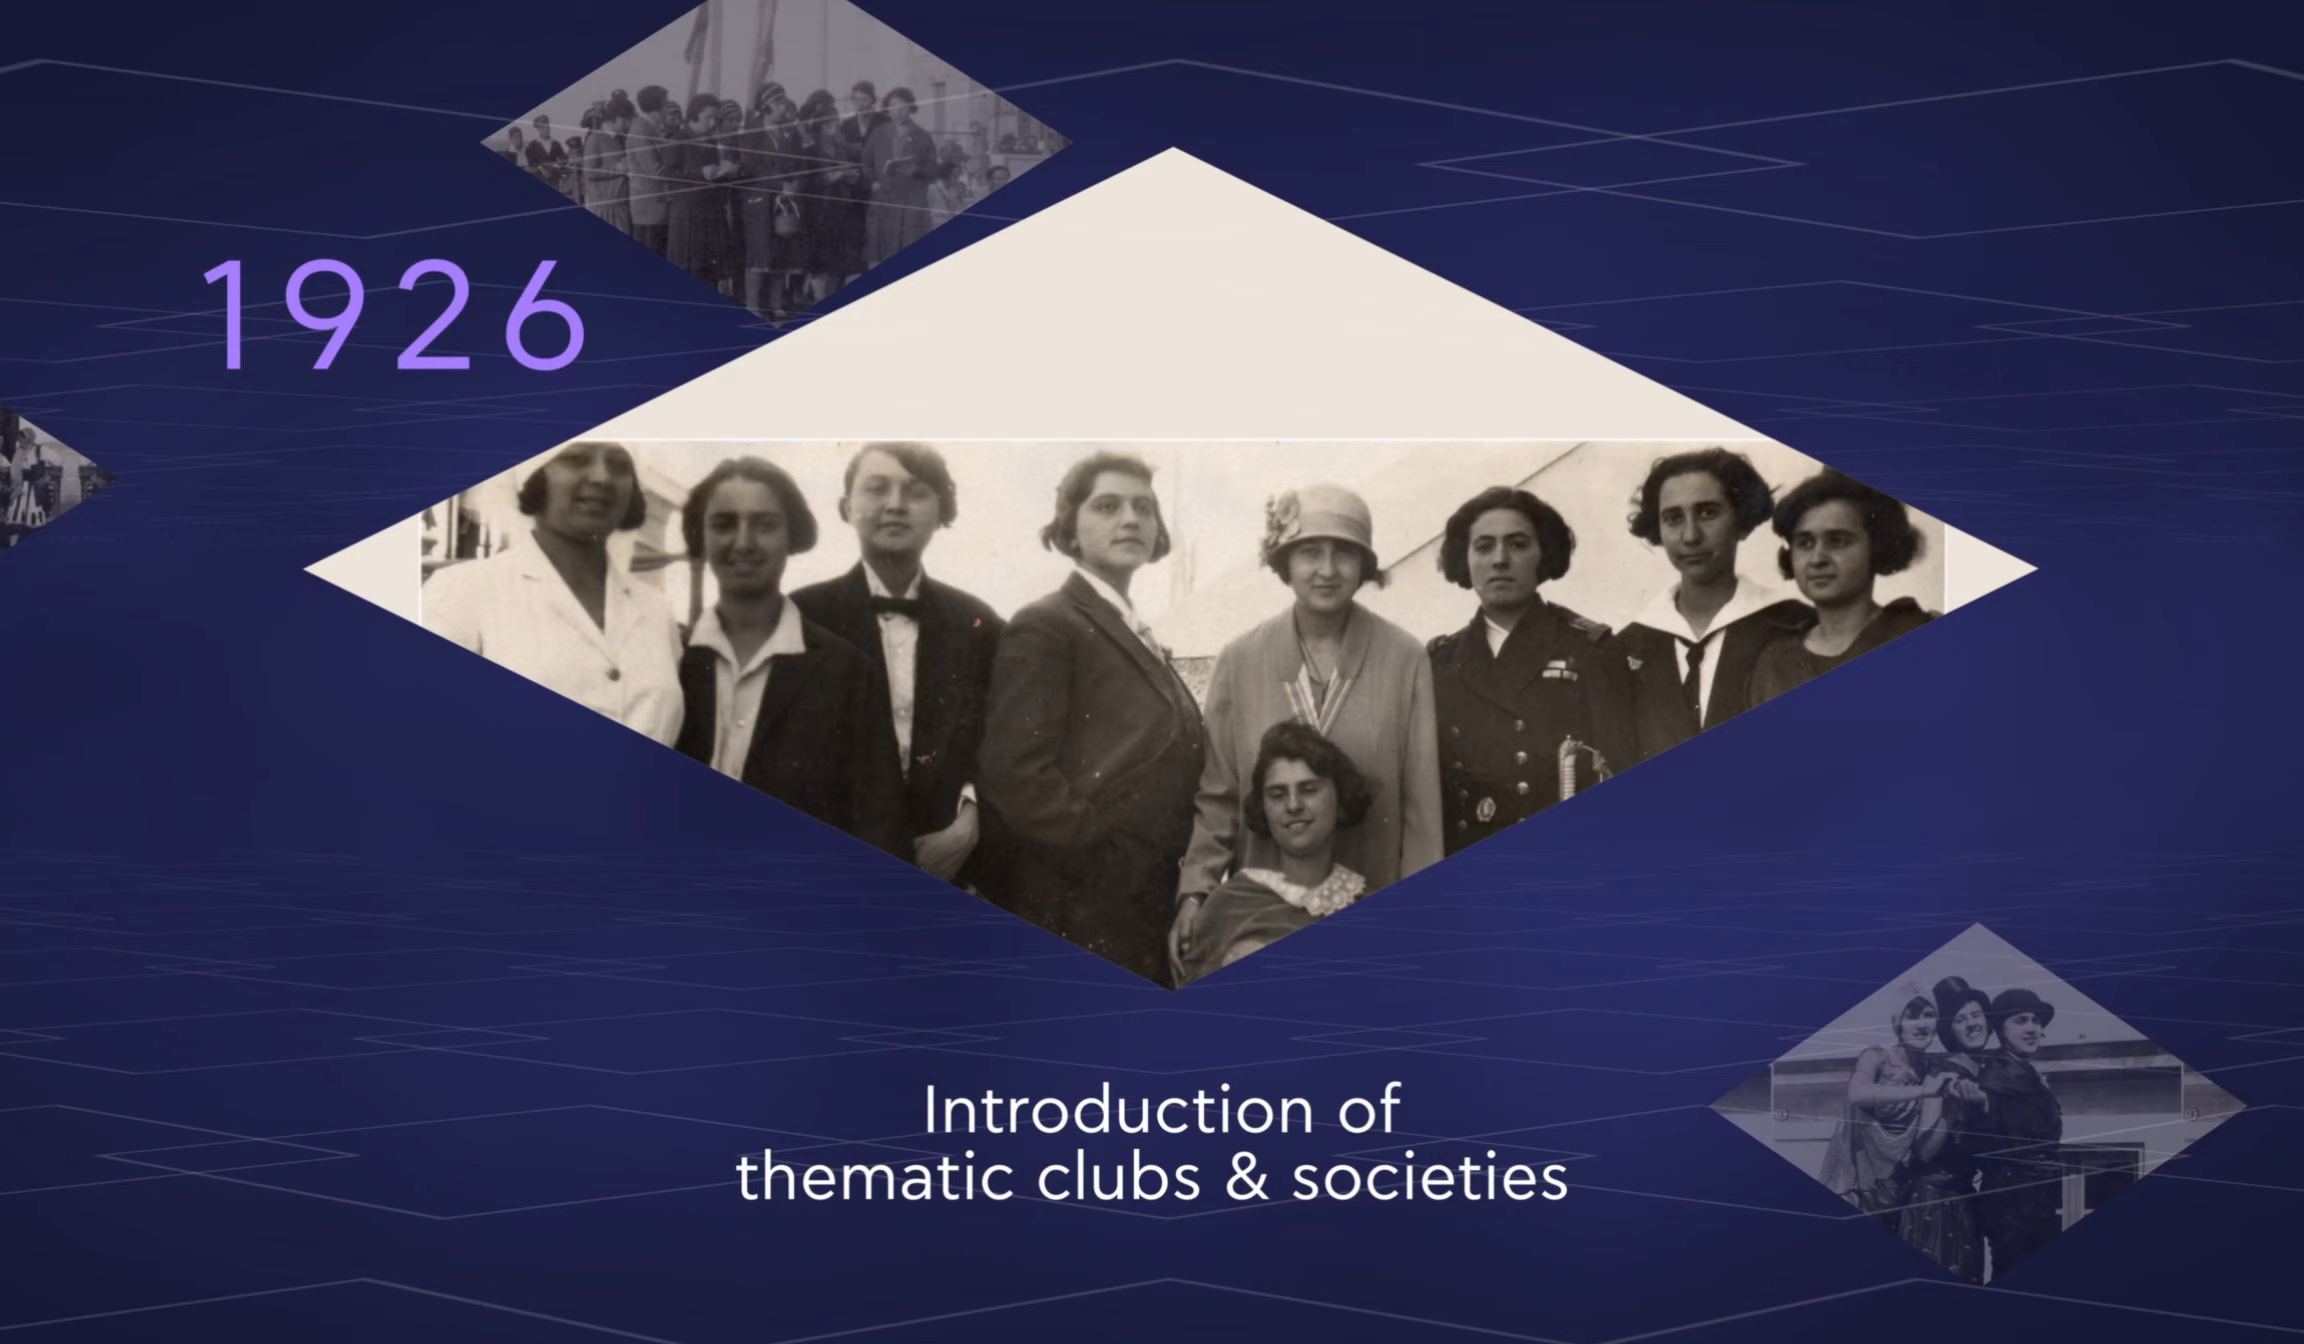 1926
Introduction of
thematic clubs & societies